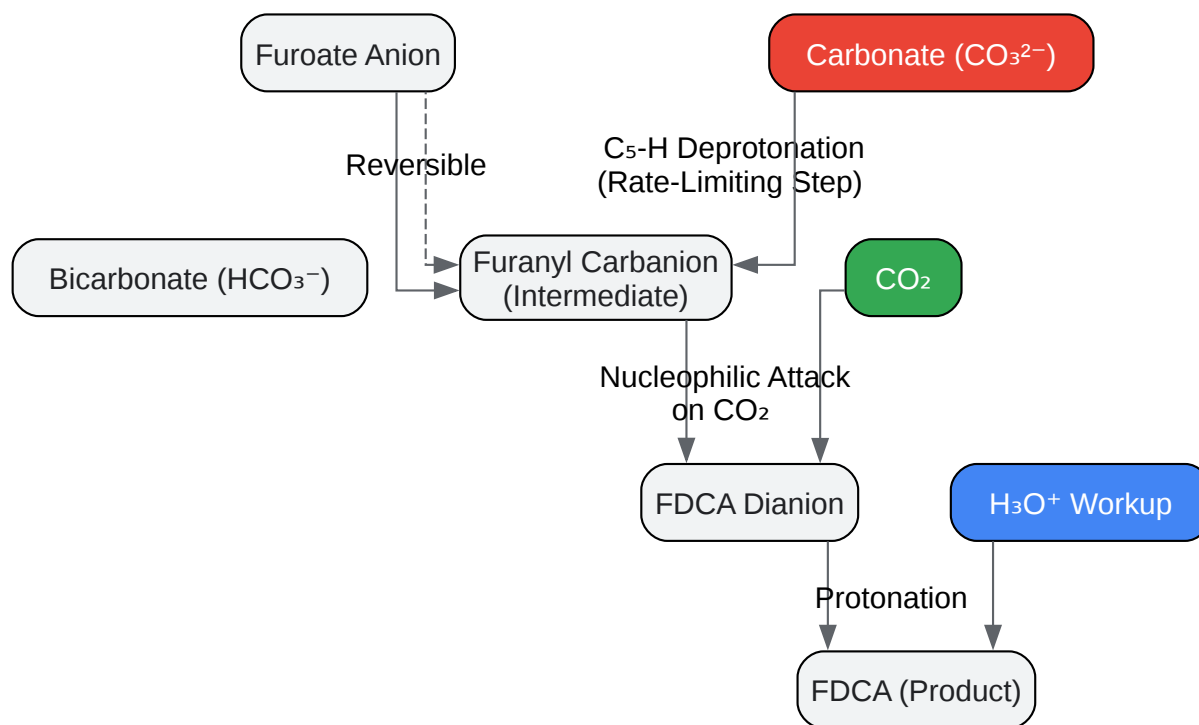 Furoate Anion
Carbonate (CO₃²⁻)
Reversible
C₅-H Deprotonation
(Rate-Limiting Step)
Bicarbonate (HCO₃⁻)
Furanyl Carbanion
(Intermediate)
CO₂
Nucleophilic Attack
on CO₂
FDCA Dianion
H₃O⁺ Workup
Protonation
FDCA (Product)